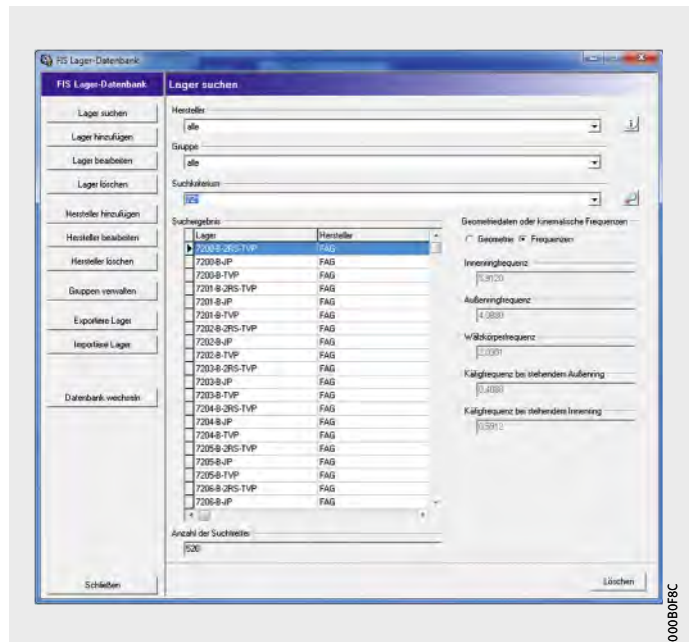 FIS Lager-Datenbank
FIS Lager-Datenbank
Lager suchen
Lager hinzufügen
Lager bearbeiten
Lager löschen
Hersteller hinzufügen
Hersteller bearbeiten
Hersteller löschen
Gruppen verwalten
Exportiere Lager
Importiere Lager
Datenbank wechseln
Schließen
Lager suchen
Hersteller
alle
Gruppe
alle
Suchkriterium
Suchergebnis
Lager Hersteller
7200-B-2RS-TVP FAG
7200-B-JP FAG
7200-B-TVP FAG
7201-B-2RS-TVP FAG
7201-B-JP FAG
7201-B-TVP FAG
7202-B-2RS-TVP FAG
7202-B-JP FAG
7202-B-TVP FAG
7203-B-2RS-TVP FAG
7203-B-JP FAG
7203-B-TVP FAG
7204-B-2RS-TVP FAG
7204-B-JP FAG
7204-B-TVP FAG
7205-B-2RS-TVP FAG
7205-B-JP FAG
7205-B-TVP FAG
7206-B-2RS-TVP FAG
7206-B-JP FAG
Anzahl der Suchtreffer
520
Geometriedaten oder kinematische Frequenzen
Geometrie Frequenzen
Innenringfrequenz
5.9120
Außenringfrequenz
4.0880
Wälzkörperfrequenz
Käfigfrequenz bei stehendem Außenring
0.4088
Käfigfrequenz bei stehendem Innenring
0.5912
Löschen
000B0F8C